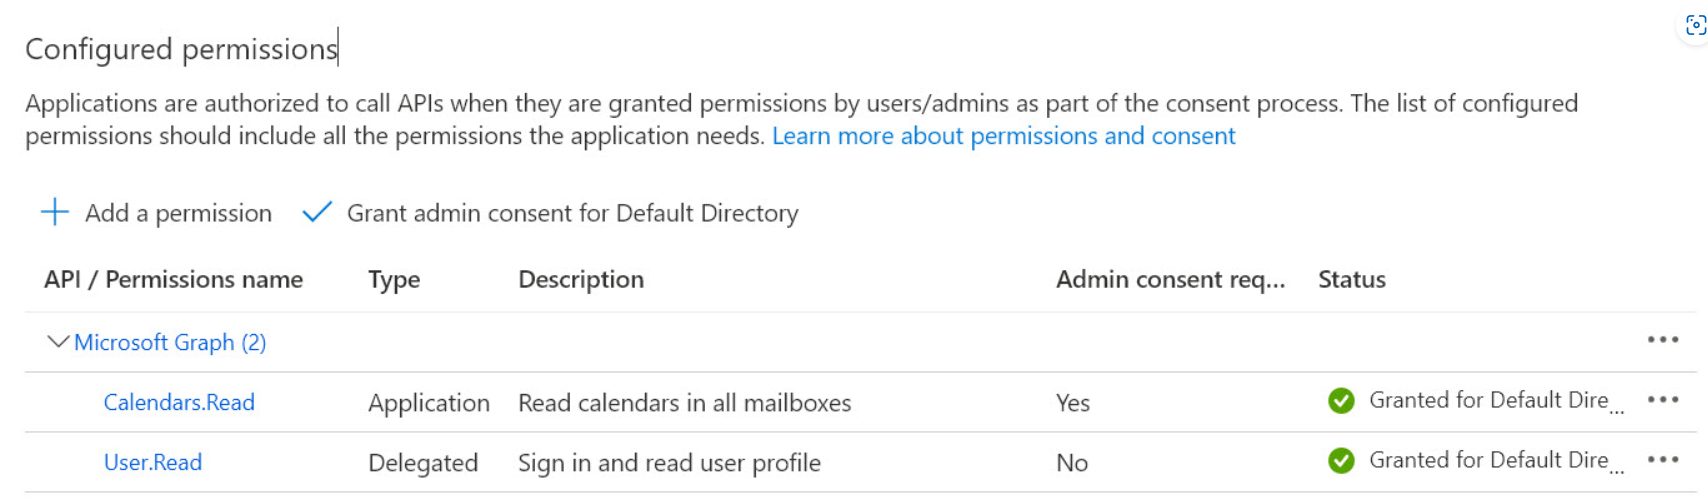 Configured permissions
Applications are authorized to call APIs when they are granted permissions by users/admins as part of the consent process. The list of configured
permissions should include all the permissions the application needs. Learn more about permissions and consent
Add a permission Grant admin consent for Default Directory
API / Permissions name Type Description Admin consent req... Status
Microsoft Graph (2)
Calendars.Read Application Read calendars in all mailboxes Yes Granted for Default Dire...
User.Read Delegated Sign in and read user profile No Granted for Default Dire...